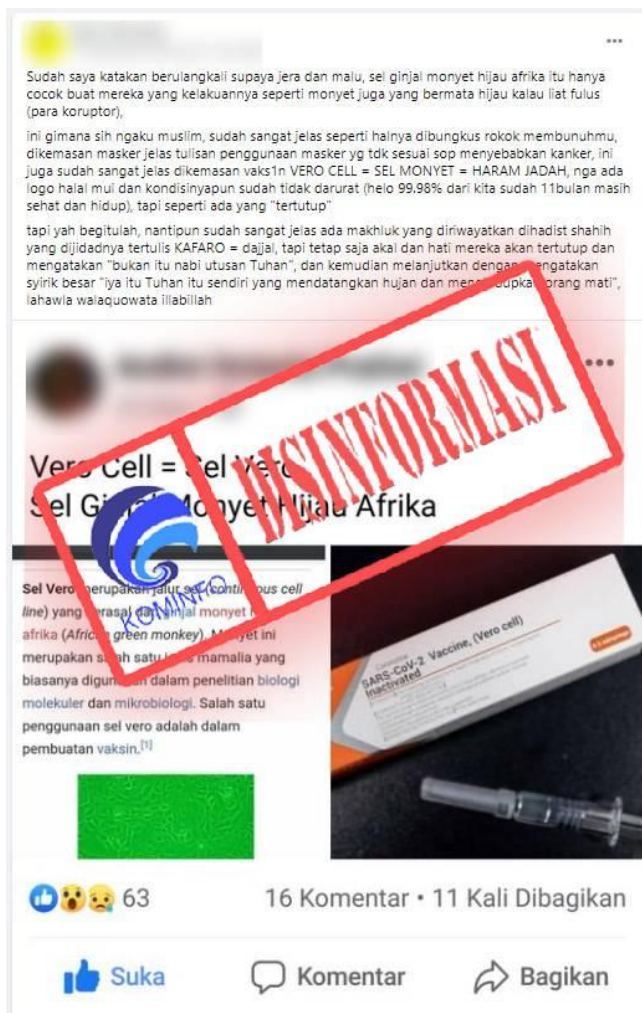 Sudah saya katakan berulangkali supaya jera dan malu, sel ginjal monyet hijau afrika itu hanya
cocok buat mereka yang kelakuannya seperti monyet juga yang bermata hijau kalau liat fulus
(para koruptor),
ini gimana sih ngaku muslim, sudah sangat jelas seperti halnya dibungkus rokok membunuhmu,
dikemasan masker jelas tulisan penggunaan masker yg tdk sesuai sop menyebabkan kanker, ini
juga sudah sangat jelas dikemasan vaks1n VERO CELL = SEL MONYET = HARAM JADAH, nga ada
logo halal mui dan kondisinyapun sudah tidak darurat (helo 99.98% dari kita sudah 11bulan masih
sehat dan hidup), tapi seperti ada yang "tertutup"
tapi yah begitulah, nantipun sudah sangat jelas ada makhluk yang diriwayatkan dihadist shahih
yang dijidadnya tertulis KAFARO = dajjal, tapi tetap saja akal dan hati mereka akan tertutup dan
mengatakan "bukan itu nabi utusan Tuhan", dan kemudian melanjutkan dengan mengatakan
syirik besar "iya itu Tuhan itu sendiri yang mendatangkan hujan dan orang mati",
lahawla walaquowata illabillah
DISINFORMASI
KOMINFO
Vero Cell = Sel Vero
Sel Ginjal Monyet Hijau Afrika
Sel Vero merupakan jalur sel (continuous cell
line) yang berasal dari ginjal monyet
afrika (African green monkey). Monyet ini
merupakan salah satu mamalia yang
biasanya digunakan dalam penelitian biologi
molekuler dan mikrobiologi. Salah satu
penggunaan sel vero adalah dalam
pembuatan vaksin.[1]
SARS-CoV-2 Vaccine, (Vero cell)
Inactivated
63
16 Komentar • 11 Kali Dibagikan
Suka
Komentar
Bagikan